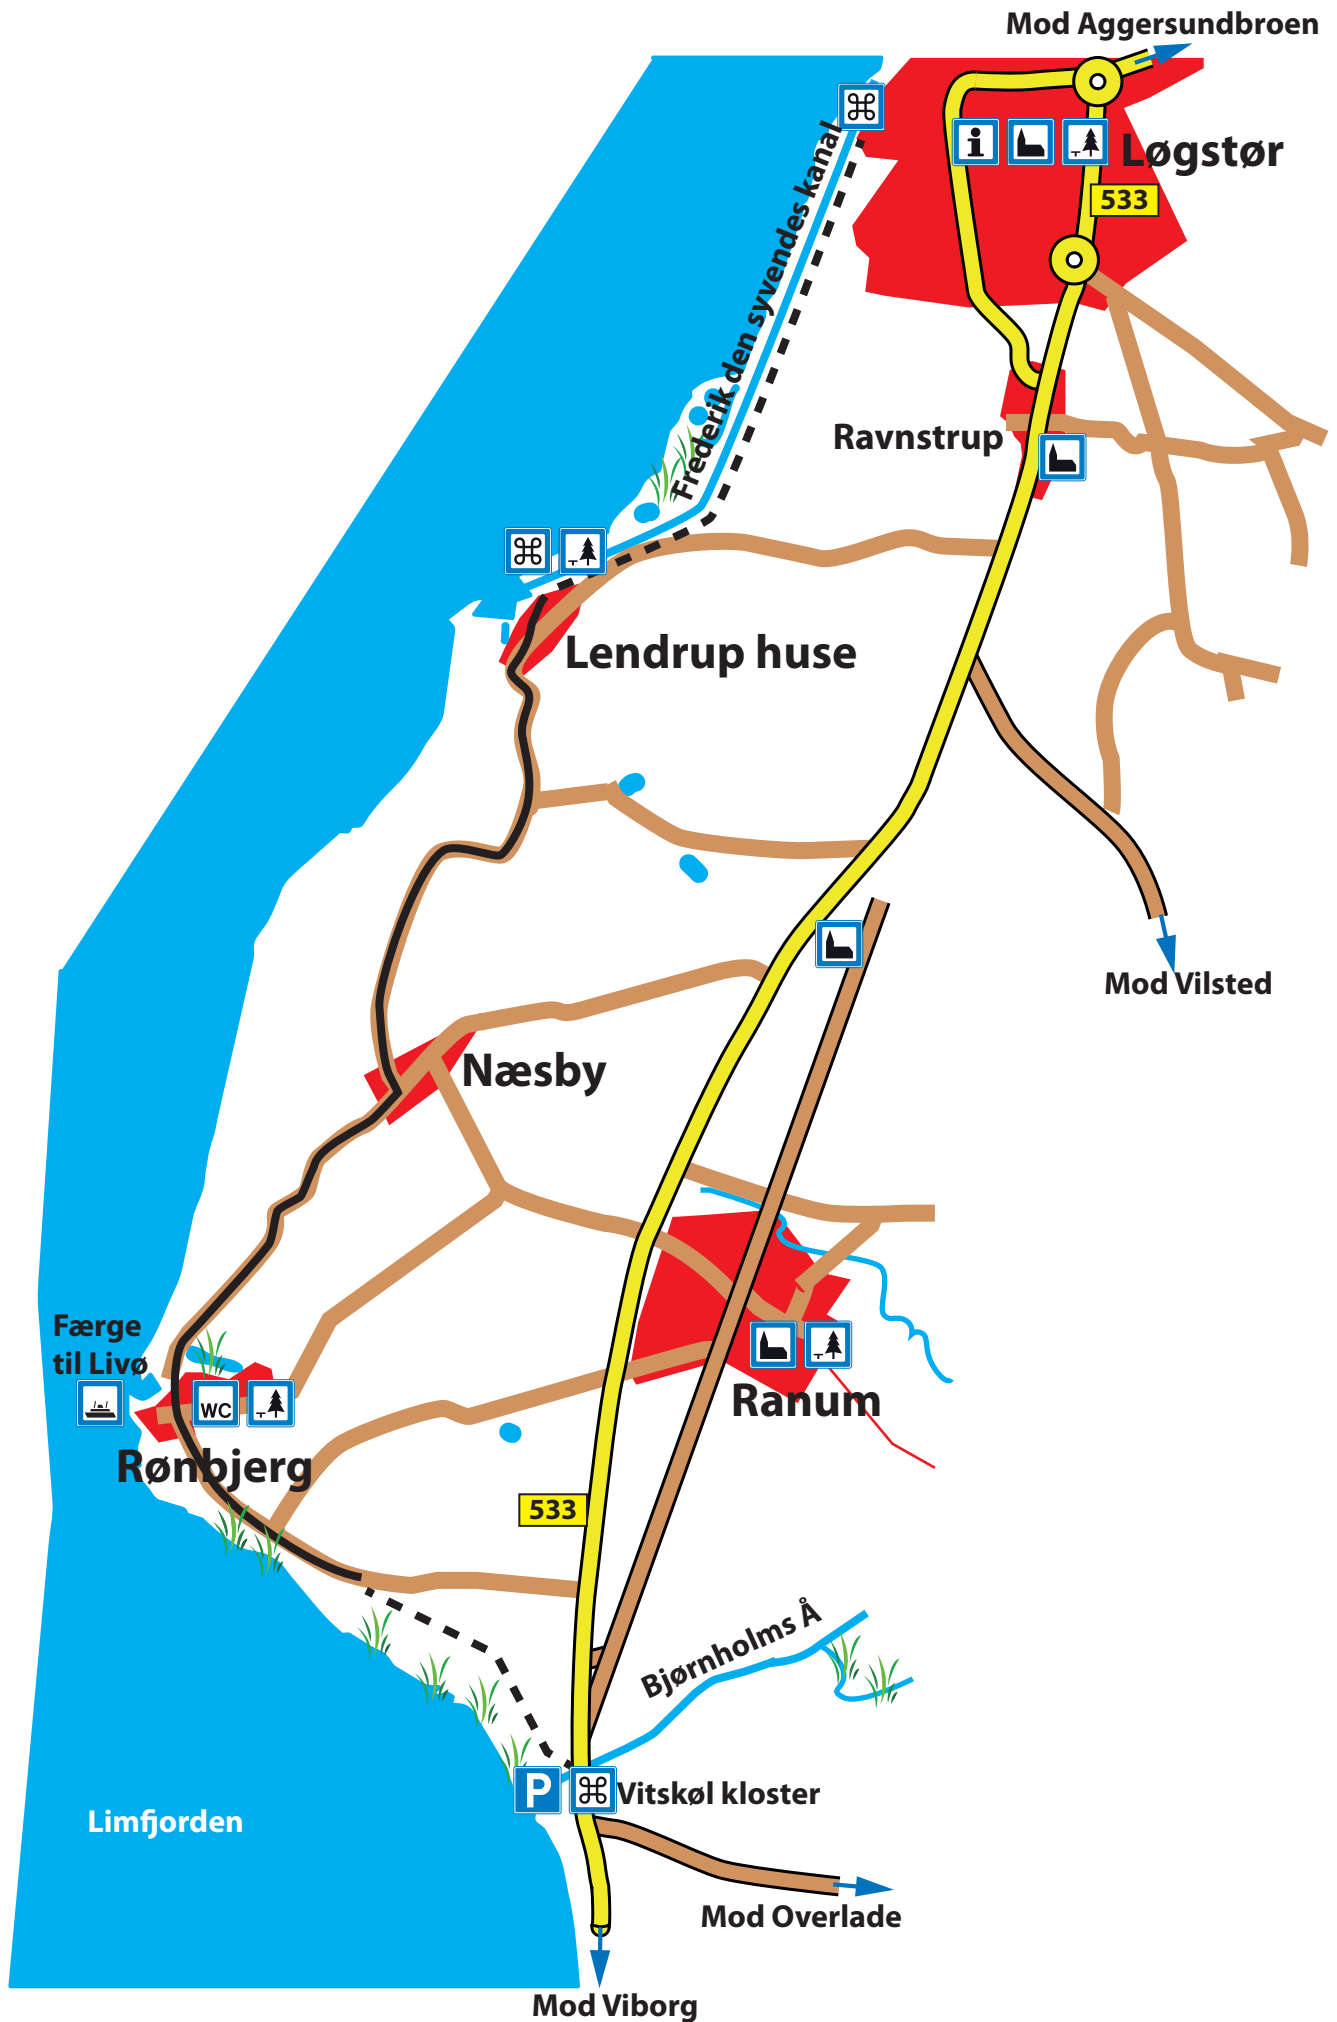 Mod Aggersundbroen
Løgstør
533
Frederik den syvendes kanal
Ravnstrup
Lendrup huse
Mod Vilsted
Næsby
Færge
til Livø
WC
Ranum
Rønbjerg
533
Bjørnholms Å
P
Vitskøl kloster
Limfjorden
Mod Overlade
Mod Viborg